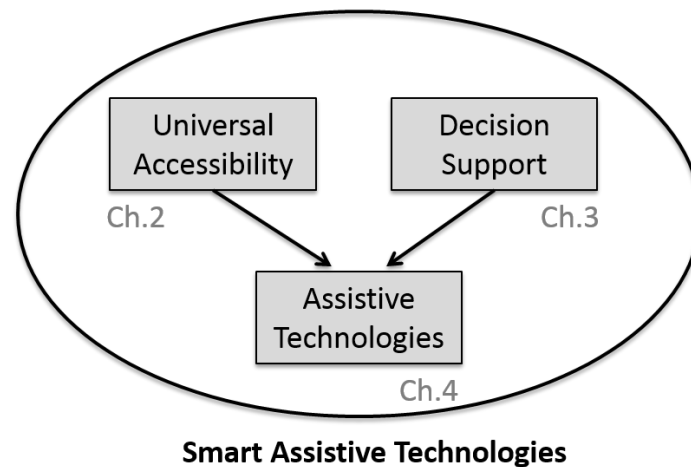 Universal
Accessibility
Ch.2
Decision
Support
Ch.3
Assistive
Technologies
Ch.4
Smart Assistive Technologies